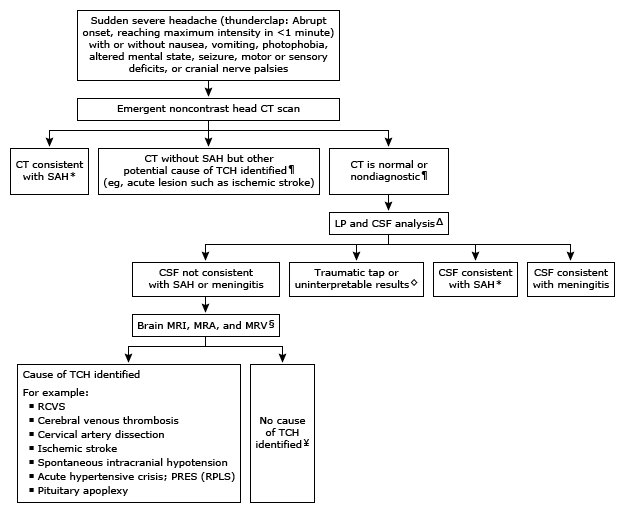 Sudden severe headache (thunderclap: Abrupt
onset, reaching maximum intensity in <1 minute)
with or without nausea, vomiting, photophobia,
altered mental state, seizure, motor or sensory
deficits, or cranial nerve palsies
Emergent noncontrast head CT scan
CT consistent
with SAH*
CT without SAH but other
potential cause of TCH identified¶
(eg, acute lesion such as ischemic stroke)
CT is normal or
nondiagnostic¶
LP and CSF analysisΔ
CSF not consistent
with SAH or meningitis
Traumatic tap or
uninterpretable results◇
CSF consistent
with SAH*
CSF consistent
with meningitis
Brain MRI, MRA, and MRV§
Cause of TCH identified
For example:
▪ RCVS
▪ Cerebral venous thrombosis
▪ Cervical artery dissection
▪ Ischemic stroke
▪ Spontaneous intracranial hypotension
▪ Acute hypertensive crisis; PRES (RPLS)
▪ Pituitary apoplexy
No cause
of TCH
identified¥